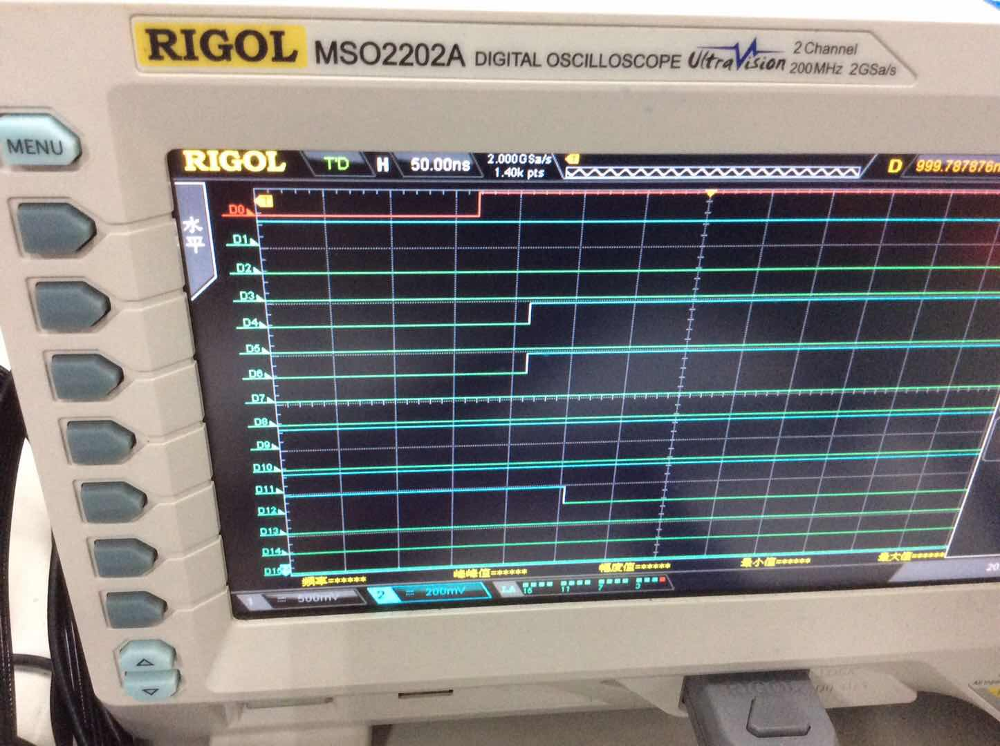 RIGOL MSO2202A DIGITAL OSCILLOSCOPE UltraVision 2 Channel
200MHz 2GSa/s
MENU
RIGOL T'D H 50.00ns 2.000GSa/s
1.40k pts
T
D 999.787876n
水平
T
D0
D1
D2
D3
D4
D5
D6
D7
D8
D9
D10
D11
D12
D13
D14
D15
频率=***** 峰峰值=***** 幅度值=***** 最小值=***** 最大值=*****
1 500mV 2 200mV LA 15 11 7 3
20